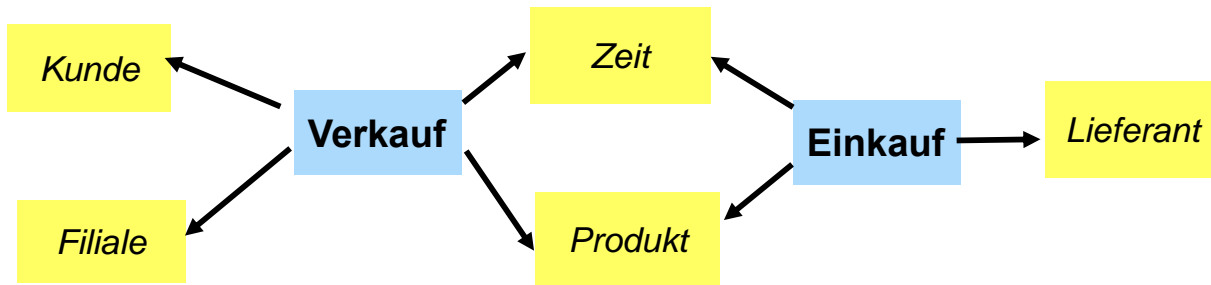 Kunde
Zeit
Verkauf
Einkauf
Lieferant
Filiale
Produkt